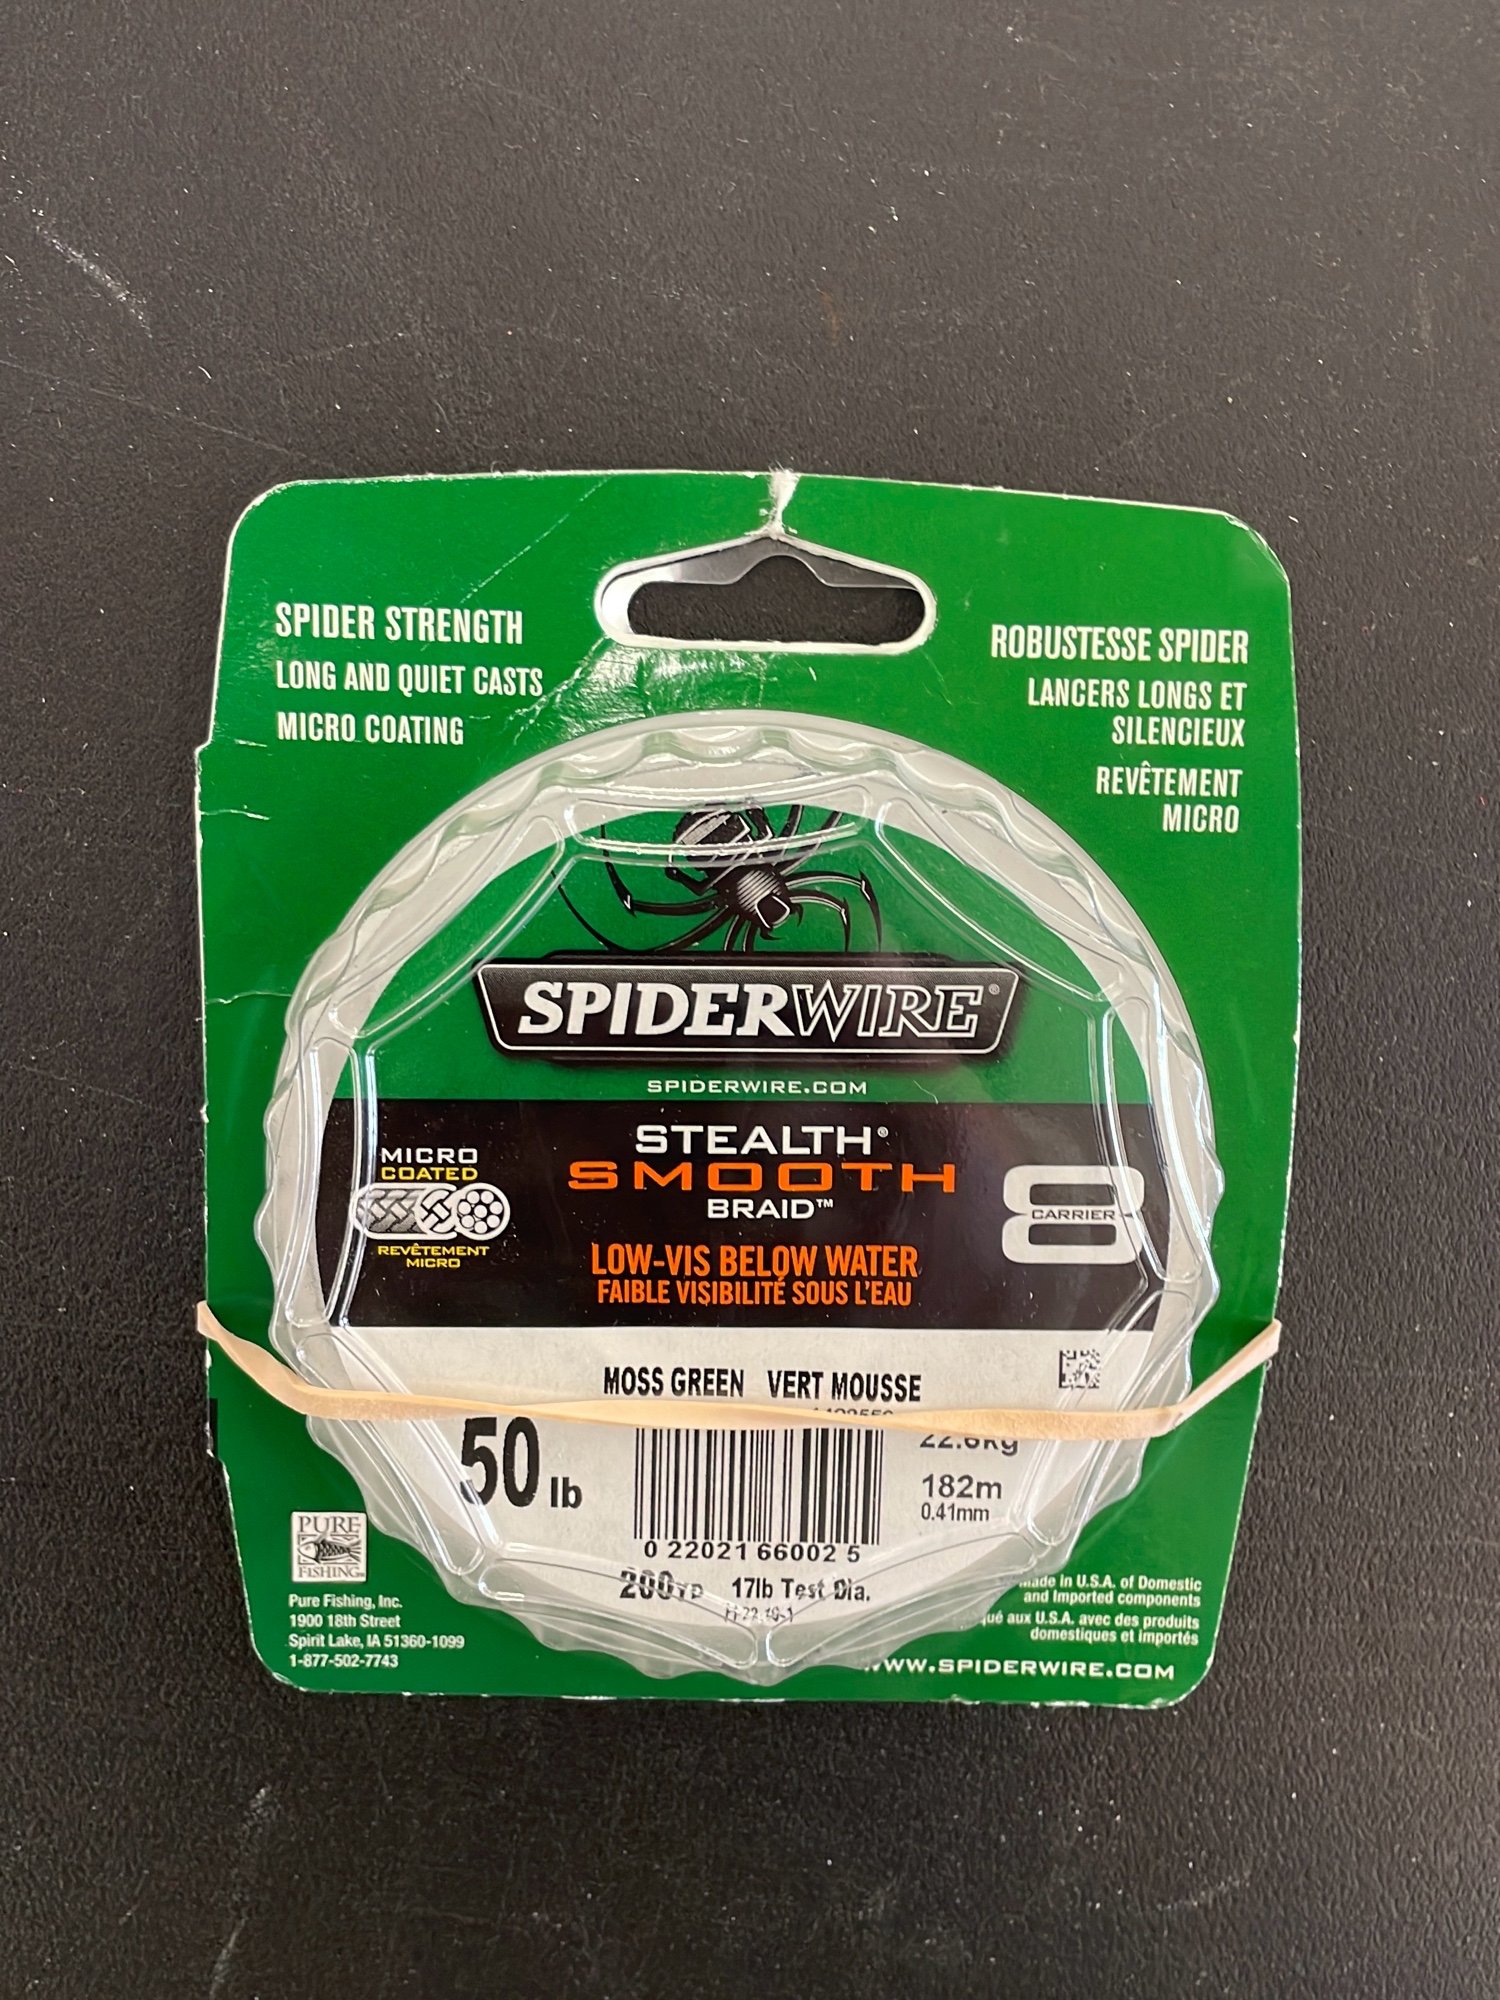 SPIDER STRENGTH
LONG AND QUIET CASTS
MICRO COATING
ROBUSTESSE SPIDER
LANCERS LONGS ET
SILENCIEUX
REVÊTEMENT
MICRO
SPIDERWIRE®
SPIDERWIRE.COM
MICRO
COATED
REVÊTEMENT
MICRO
STEALTH®
SMOOTH
BRAID™
8
CARRIER
LOW-VIS BELOW WATER
FAIBLE VISIBILITÉ SOUS L'EAU
MOSS GREEN VERT MOUSSE
50 lb
22.6kg
182m
0.41mm
0 22021 66002 5
200YD 17lb Test Dia.
PURE
FISHING
Pure Fishing, Inc.
1900 18th Street
Spirit Lake, IA 51360-1099
1-877-502-7743
Made in U.S.A. of Domestic
and Imported components
aux U.S.A. avec des produits
domestiques et importés
WWW.SPIDERWIRE.COM